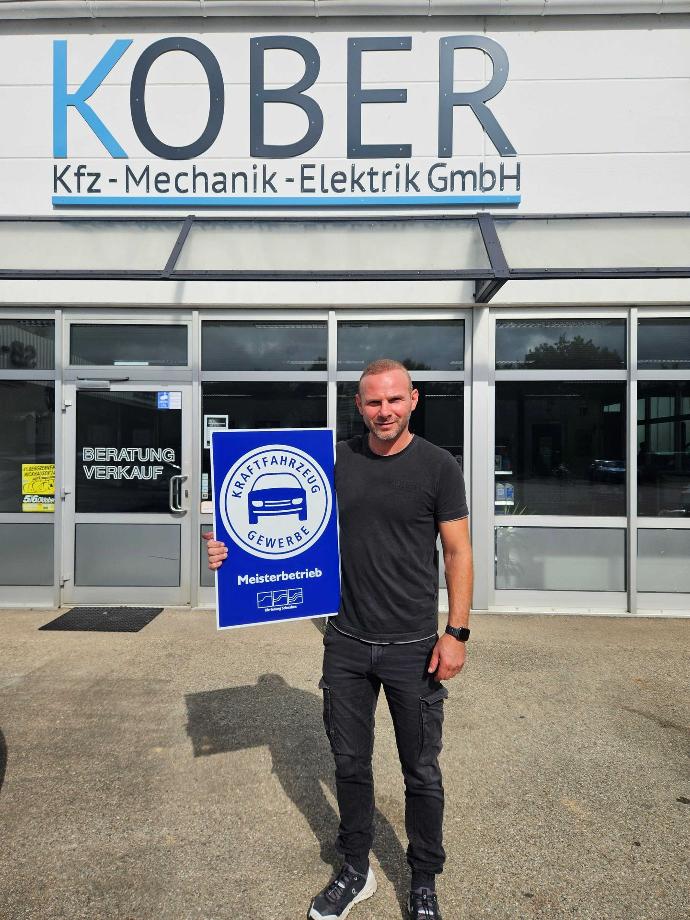 KOBER
Kfz - Mechanik - Elektrik GmbH
BERATUNG
VERKAUF
KRAFTFAHRZEUG
GEWERBE
Meisterbetrieb